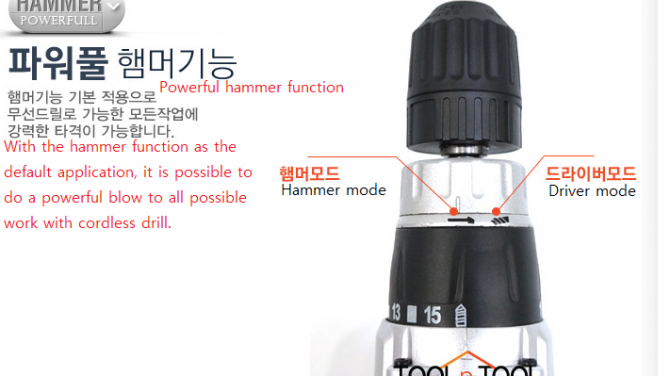 HAMMER
POWERFULL
파워풀 햄머기능
Powerful hammer function
햄머기능 기본 적용으로
무선드릴로 가능한 모든작업에
강력한 타격이 가능합니다.
With the hammer function as the
default application, it is possible to
do a powerful blow to all possible
work with cordless drill.
햄머모드
Hammer mode
드라이버모드
Driver mode
13 15
TOOL n TOOL